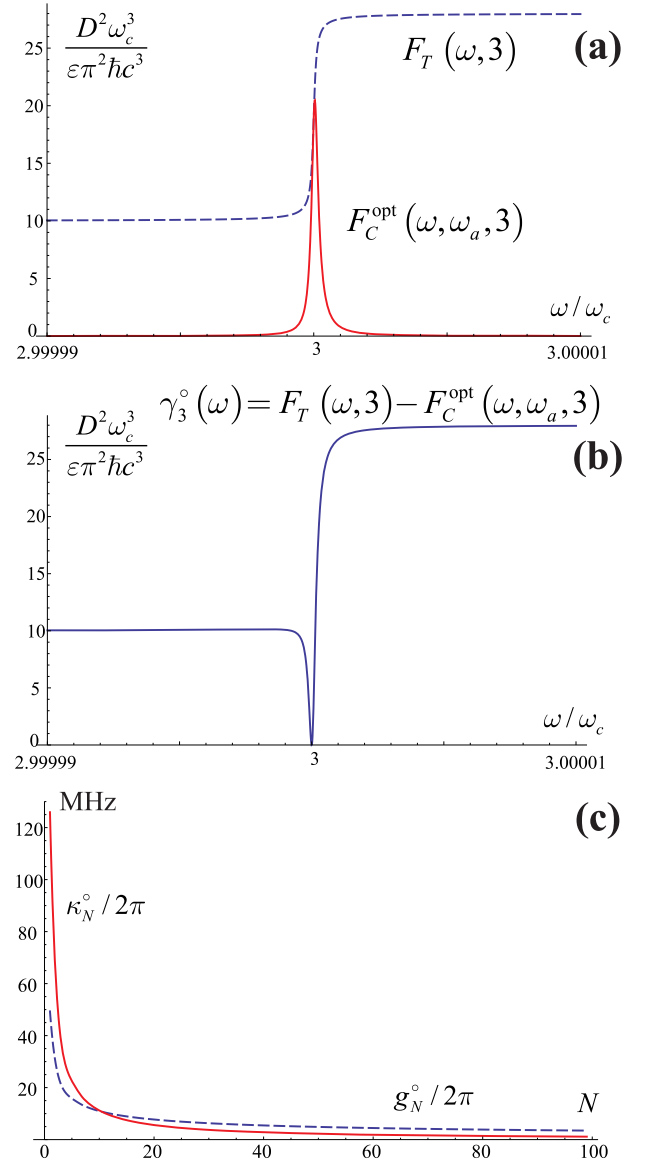 D²ω_c³ / επ²ħc³
(a)
F_T (ω,3)
25
20
15
10
5
0
F_C^opt (ω,ω_a,3)
ω/ω_c
2.99999
3
3.00001
γ_3° (ω) = F_T (ω,3) − F_C^opt (ω,ω_a,3)
D²ω_c³ / επ²ħc³
(b)
25
20
15
10
5
0
ω/ω_c
2.99999
3
3.00001
MHz
(c)
120
100
80
60
40
20
κ_N° / 2π
g_N° / 2π
N
0
20
40
60
80
100